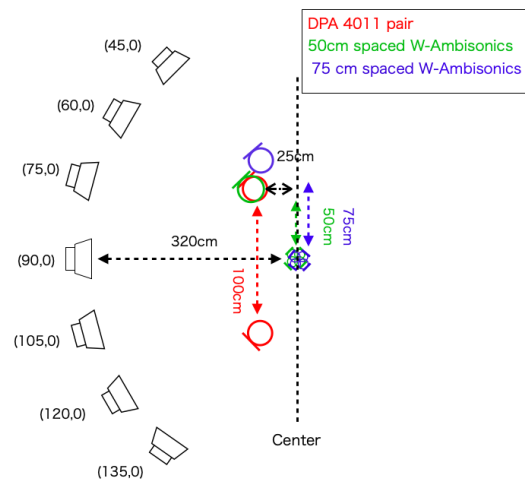 DPA 4011 pair
50cm spaced W-Ambisonics
75 cm spaced W-Ambisonics
(45,0)
(60,0)
(75,0)
(90,0)
(105,0)
(120,0)
(135,0)
25cm
320cm
100cm
50cm
75cm
Center